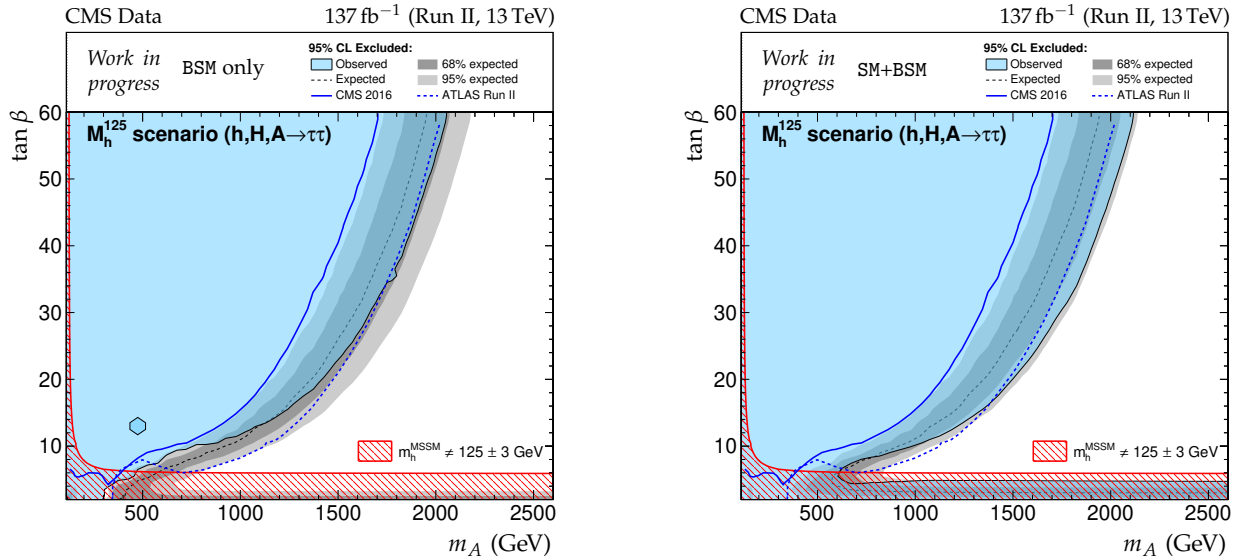 CMS Data 137 fb⁻¹ (Run II, 13 TeV)
Work in progress BSM only
95% CL Excluded:
Observed 68% expected
Expected 95% expected
CMS 2016 ATLAS Run II
M_h^125 scenario (h,H,A→ττ)
tan β
60
50
40
30
20
10
m_h^MSSM ≠ 125 ± 3 GeV
500 1000 1500 2000 2500
m_A (GeV)
CMS Data 137 fb⁻¹ (Run II, 13 TeV)
Work in progress SM+BSM
95% CL Excluded:
Observed 68% expected
Expected 95% expected
CMS 2016 ATLAS Run II
M_h^125 scenario (h,H,A→ττ)
tan β
60
50
40
30
20
10
m_h^MSSM ≠ 125 ± 3 GeV
500 1000 1500 2000 2500
m_A (GeV)